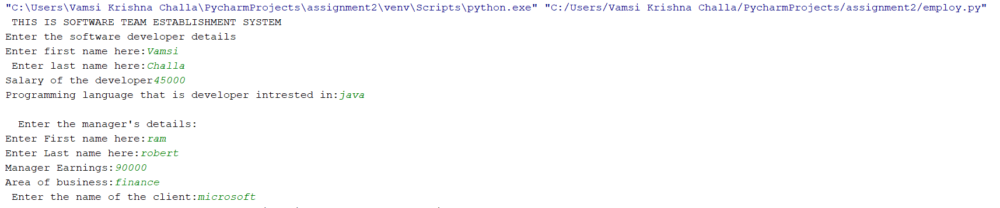 "C:\Users\Vamsi Krishna Challa\PycharmProjects\assignment2\venv\Scripts\python.exe" "C:/Users/Vamsi Krishna Challa/PycharmProjects/assignment2/employ.py"
THIS IS SOFTWARE TEAM ESTABLISHMENT SYSTEM
Enter the software developer details
Enter first name here:Vamsi
Enter last name here:Challa
Salary of the developer45000
Programming language that is developer intrested in:java
Enter the manager's details:
Enter First name here:ram
Enter Last name here:robert
Manager Earnings:90000
Area of business:finance
Enter the name of the client:microsoft